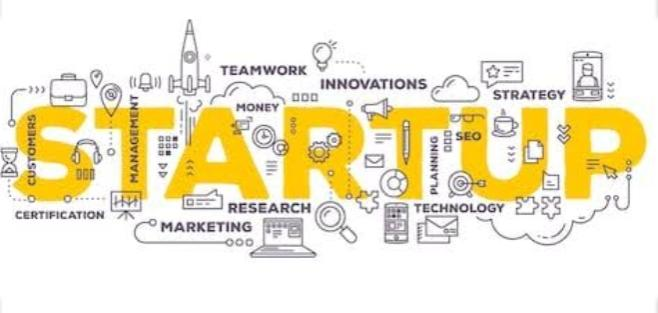 STARTUP
TEAMWORK
INNOVATIONS
STRATEGY
MONEY
CUSTOMERS
MANAGEMENT
SEO
PLANNING
CERTIFICATION
RESEARCH
TECHNOLOGY
MARKETING